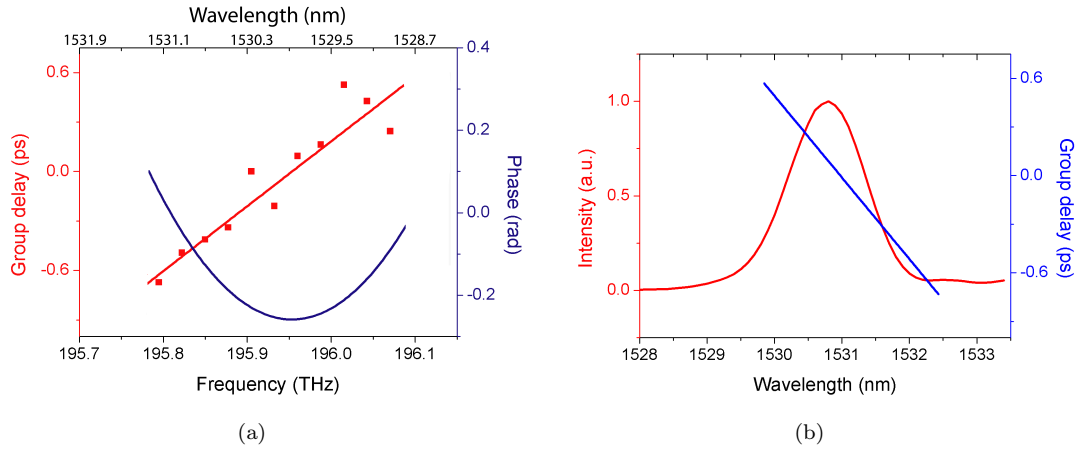 Wavelength (nm)
1531.9 1531.1 1530.3 1529.5 1528.7
0.6
0.0
-0.6
Group delay (ps)
0.4
0.2
0.0
-0.2
Phase (rad)
195.7 195.8 195.9 196.0 196.1
Frequency (THz)
(a)
1.0
0.5
0.0
Intensity (a.u.)
0.6
0.0
-0.6
Group delay (ps)
1528 1529 1530 1531 1532 1533
Wavelength (nm)
(b)